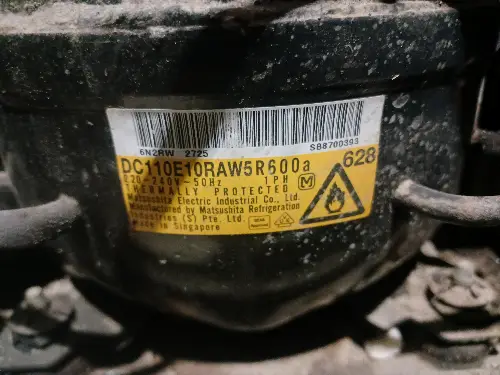 6N2RW 2725 S08700393
DC110E10RAW5R600a 628
220-240V~50Hz 1PH
THERMALLY PROTECTED M
Matsushita Electric Industrial Co., Ltd.
Manufactured by Matsushita Refrigeration
Industries (S) Pte. Ltd.
Made in Singapore